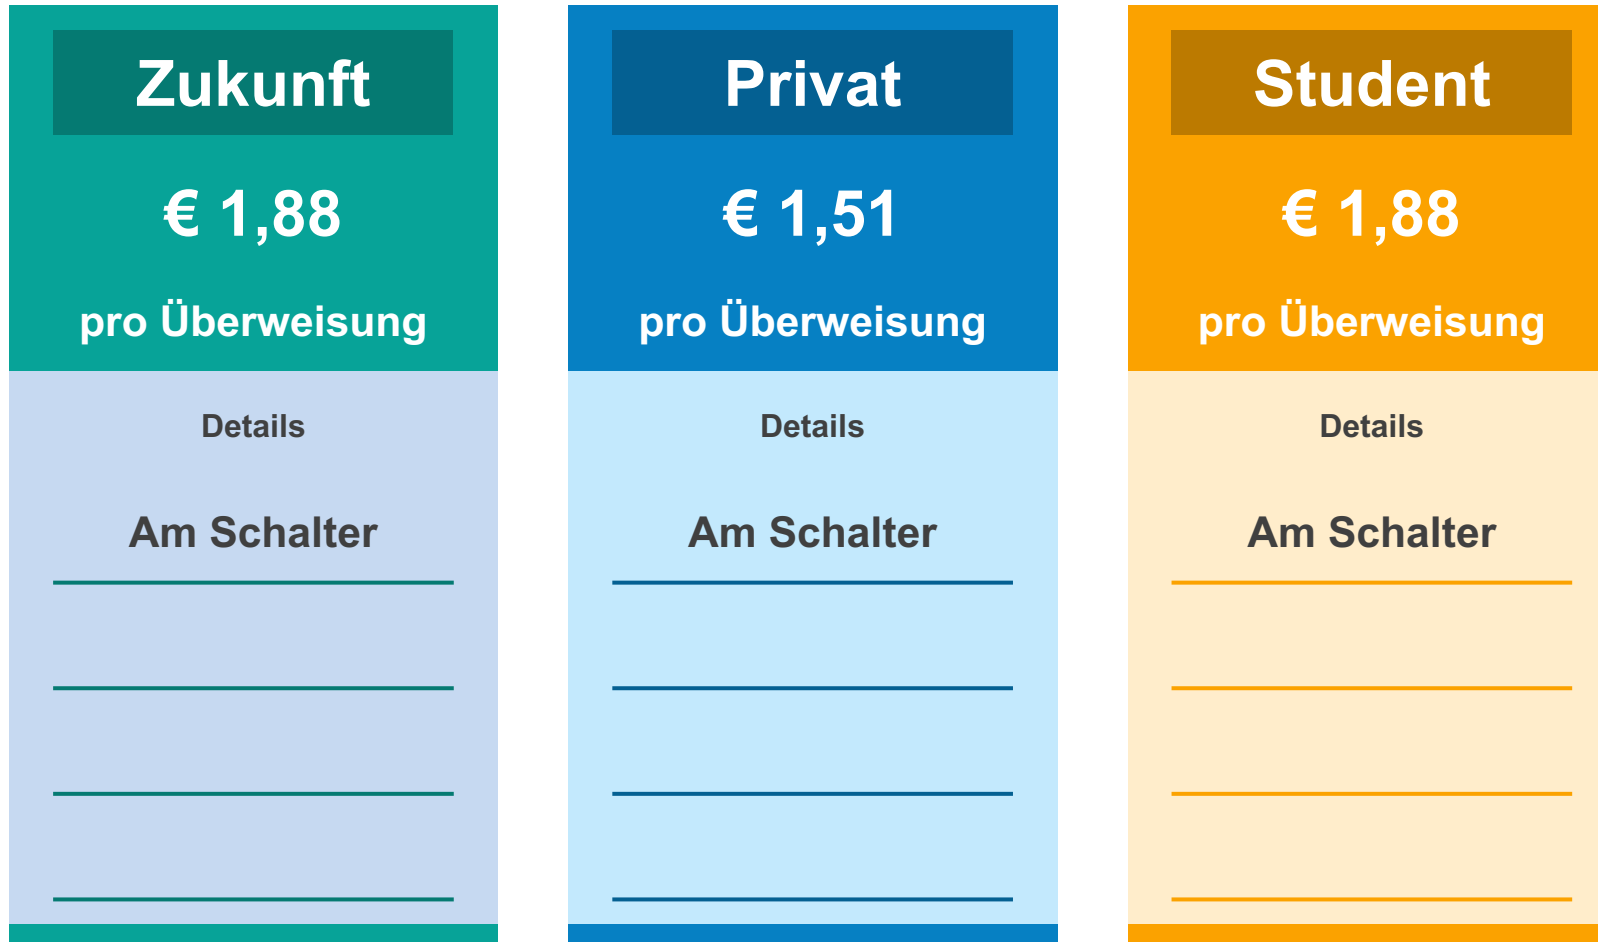 Zukunft
€ 1,88
pro Überweisung
Details
Am Schalter
Privat
€ 1,51
pro Überweisung
Details
Am Schalter
Student
€ 1,88
pro Überweisung
Details
Am Schalter